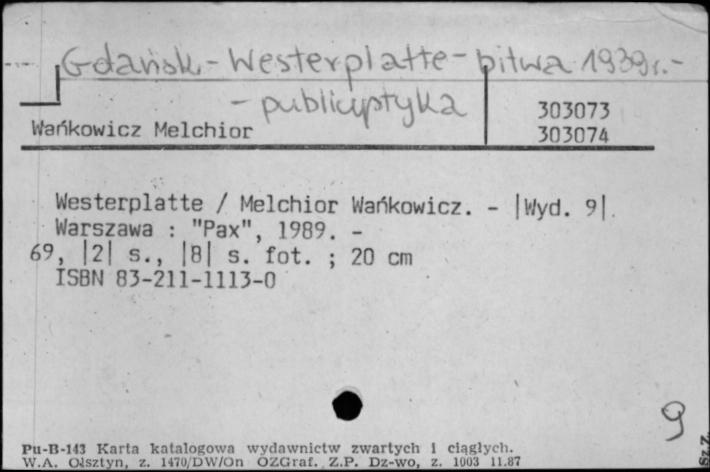 Gdańsk - Westerplatte - bitwa 1939 r. -
- publicystyka
303073
Wańkowicz Melchior
303074
Westerplatte / Melchior Wańkowicz. - |Wyd. 9|.
Warszawa : "Pax", 1989. -
69, |2| s., |8| s. fot. ; 20 cm
ISBN 83-211-1113-0
9
Pu-B-143 Karta katalogowa wydawnictw zwartych i ciągłych.
W.A. Olsztyn, z. 1470/DW/On OZGraf. Z.P. Dz-wo, z. 1003 11.87
Sz.Z.